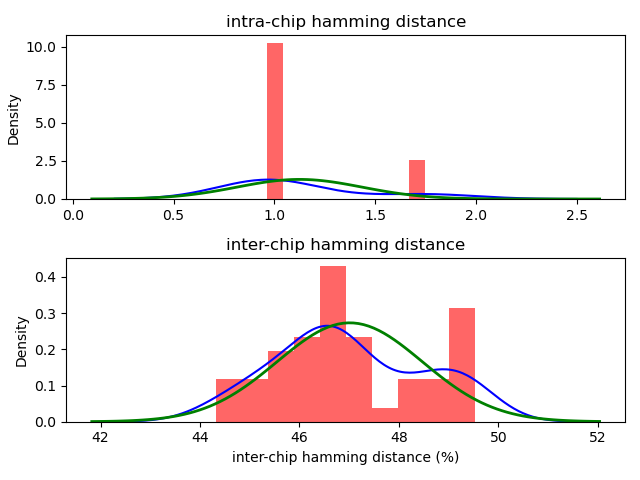 intra-chip hamming distance
10.0
7.5
5.0
2.5
0.0
Density
0.0 0.5 1.0 1.5 2.0 2.5
inter-chip hamming distance
0.4
0.3
0.2
0.1
0.0
Density
42 44 46 48 50 52
inter-chip hamming distance (%)